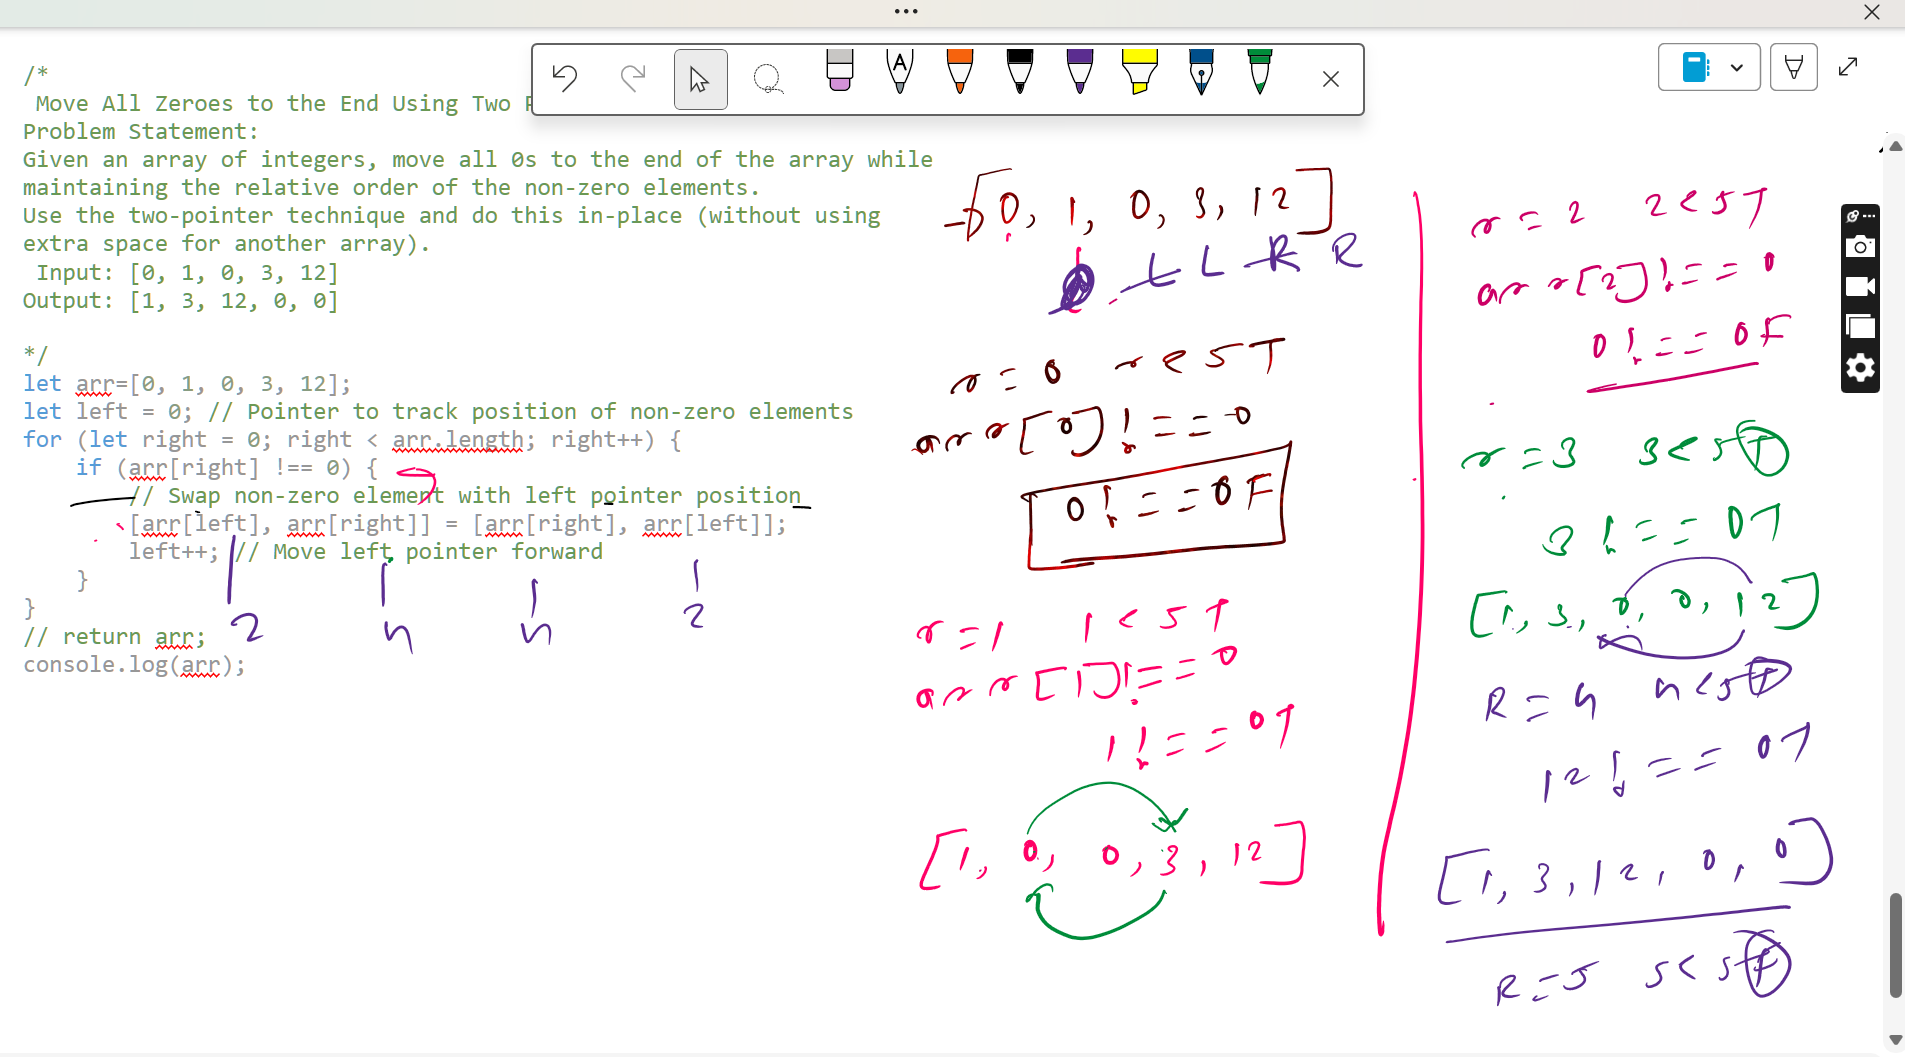 /*
Move All Zeroes to the End Using Two
Problem Statement:
Given an array of integers, move all 0s to the end of the array while
maintaining the relative order of the non-zero elements.
Use the two-pointer technique and do this in-place (without using
extra space for another array).
Input: [0, 1, 0, 3, 12]
Output: [1, 3, 12, 0, 0]
*/
let arr=[0, 1, 0, 3, 12];
let left = 0; // Pointer to track position of non-zero elements
for (let right = 0; right < arr.length; right++) {
if (arr[right] !== 0) {
// Swap non-zero element with left pointer position
[arr[left], arr[right]] = [arr[right], arr[left]];
left++; // Move left pointer forward
}
}
// return arr;
console.log(arr);
2 4 4 2
[0, 1, 0, 3, 12]
L L R R
r = 0 r < 5 T
arr[0] !== 0
0 !== 0 F
r = 1 1 < 5 T
arr[1] !== 0
1 !== 0 T
[1, 0, 0, 3, 12]
r = 2 2 < 5 T
arr[2] !== 0
0 !== 0 F
r = 3 3 < 5 T
3 !== 0 T
[1, 3, 0, 0, 12]
R = 4 4 < 5 T
12 !== 0 T
[1, 3, 12, 0, 0]
R = 5 5 < 5 F